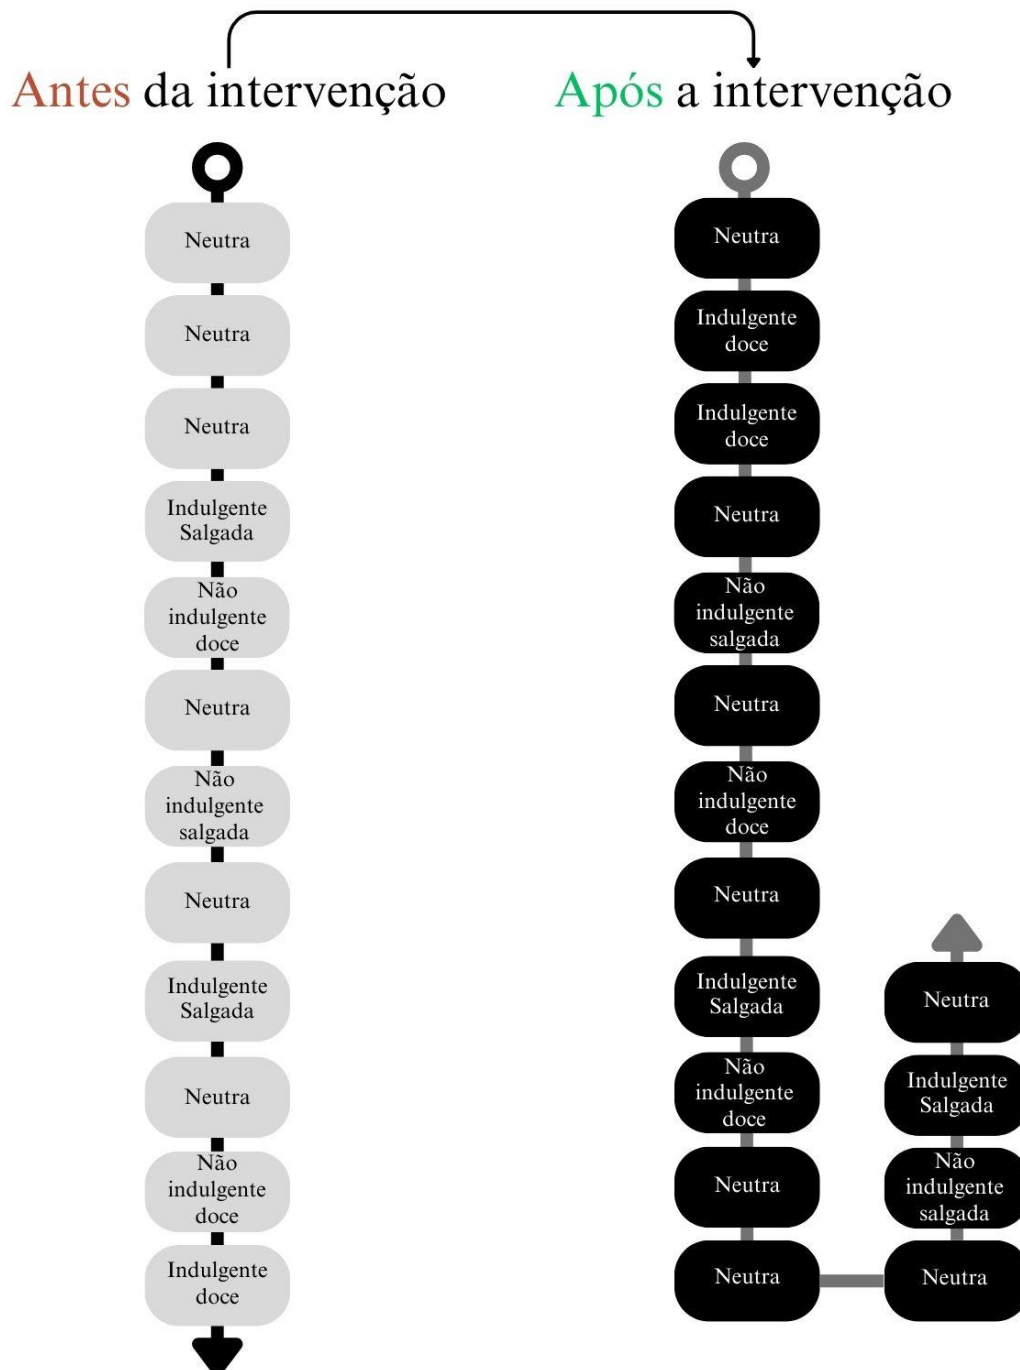 Antes da intervenção
Neutra
Neutra
Neutra
Indulgente
Salgada
Não
indulgente
doce
Neutra
Não
indulgente
salgada
Neutra
Indulgente
Salgada
Neutra
Não
indulgente
doce
Indulgente
doce
Após a intervenção
Neutra
Indulgente
doce
Indulgente
doce
Neutra
Não
indulgente
salgada
Neutra
Não
indulgente
doce
Neutra
Indulgente
Salgada
Não
indulgente
doce
Neutra
Neutra
Neutra
Não
indulgente
salgada
Indulgente
Salgada
Neutra